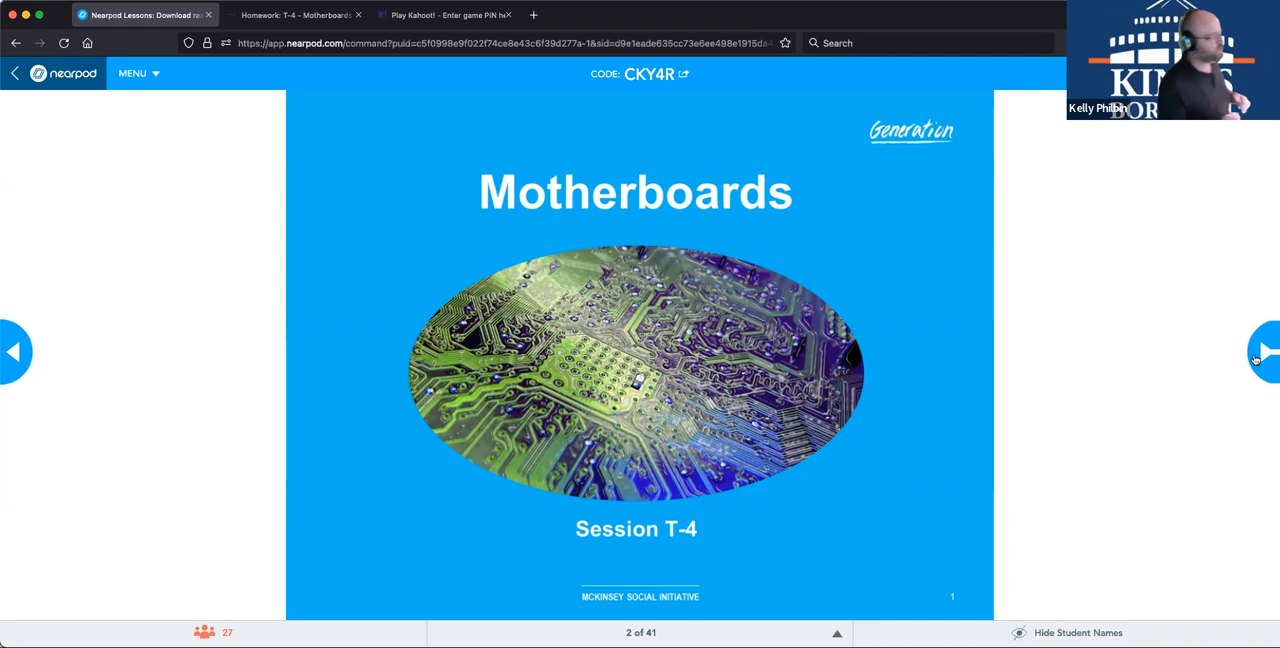 Nearpod Lessons: Download re
Homework: T-4 - Motherboards
Play Kahoot! - Enter game PIN he
https://app.nearpod.com/command?puid=c5f0998e9f022f74ce8e43c6f39d277a-1&sid=d9e1eade635cc73e6ee498e1915da4
Search
nearpod
MENU
CODE: CKY4R
Kelly Philbin
Generation
Motherboards
Session T-4
MCKINSEY SOCIAL INITIATIVE
1
27
2 of 41
Hide Student Names